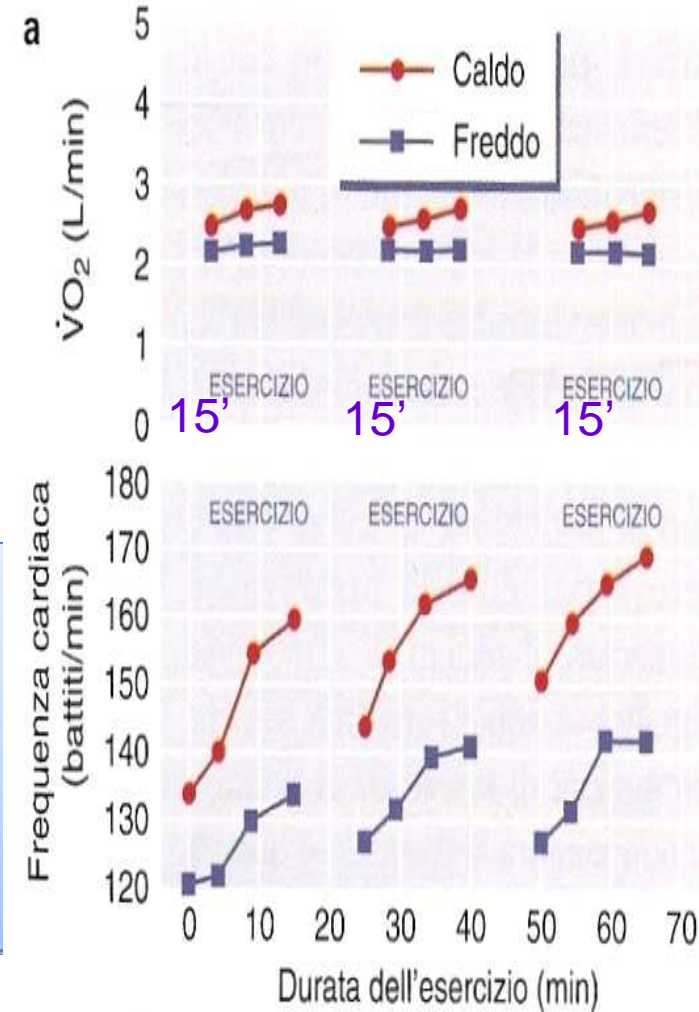 a
5
4
3
2
1
0
V̇O₂ (L/min)
Caldo
Freddo
ESERCIZIO ESERCIZIO ESERCIZIO
15’ 15’ 15’
180
170
160
150
140
130
120
Frequenza cardiaca
(battiti/min)
ESERCIZIO ESERCIZIO ESERCIZIO
0 10 20 30 40 50 60 70
Durata dell’esercizio (min)